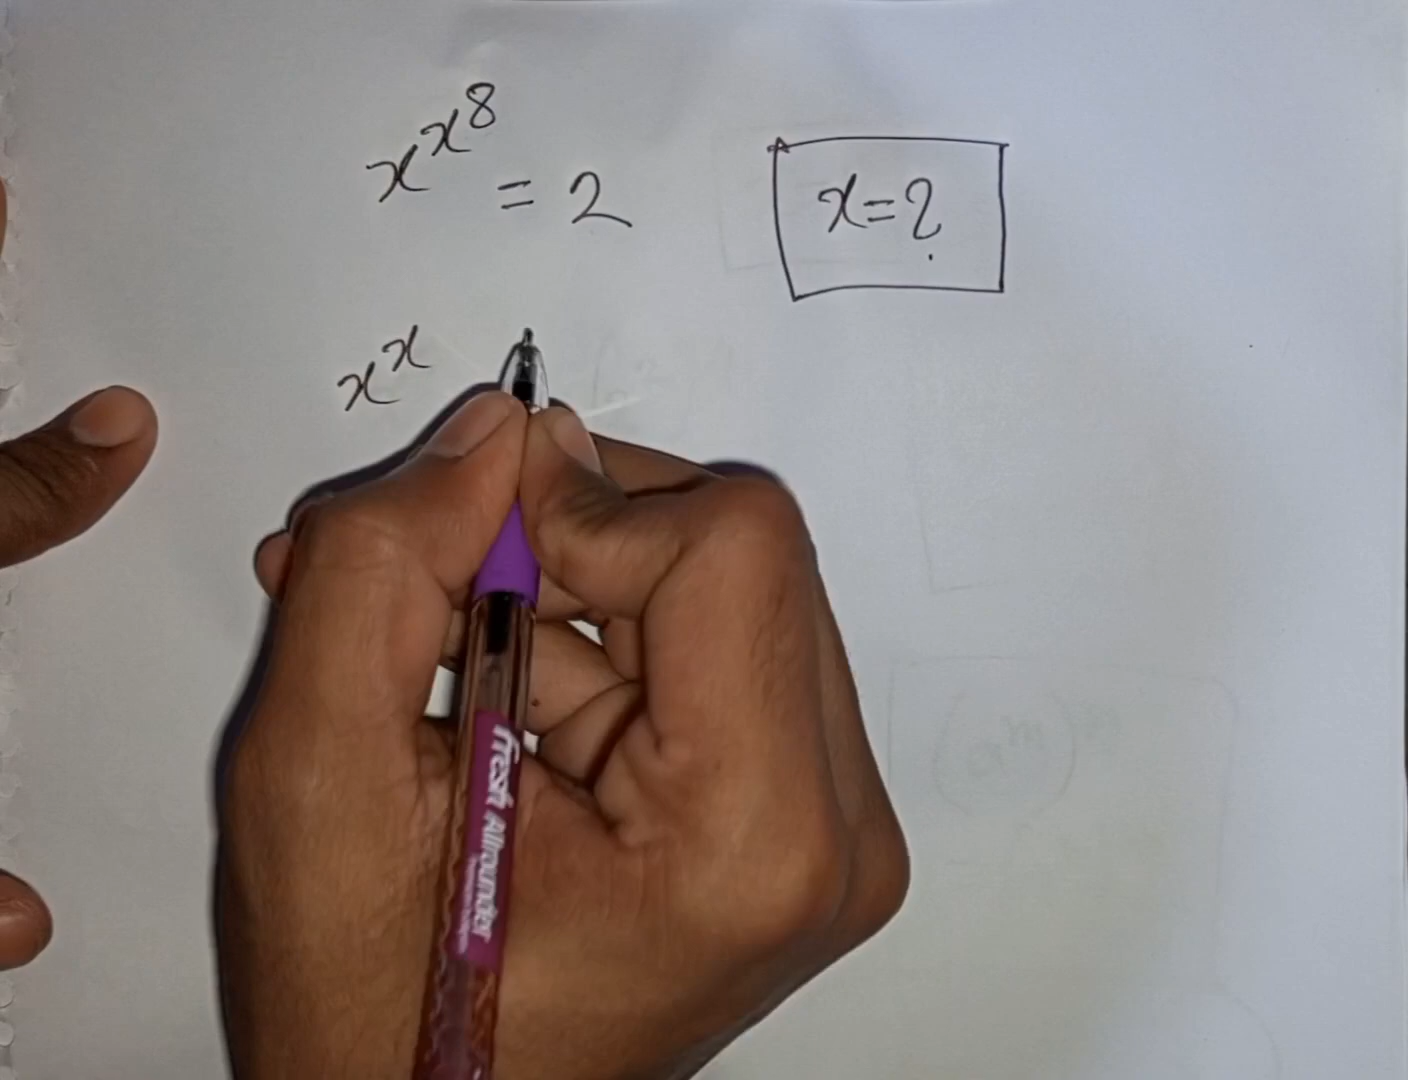 x^{x^8} = 2
x = ?
x^x
Fresh Allrounder
(a^m)^m